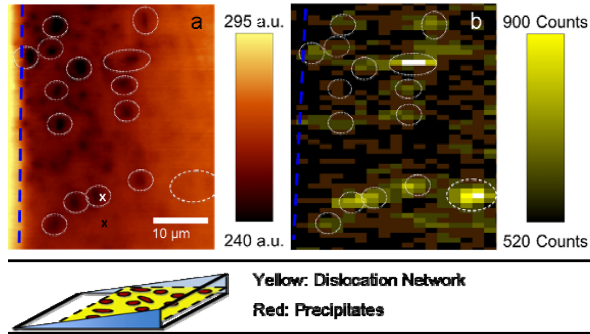 295 a.u.
a
x
x
10 µm
240 a.u.
b
900 Counts
520 Counts
Yellow: Dislocation Network
Red: Precipitates